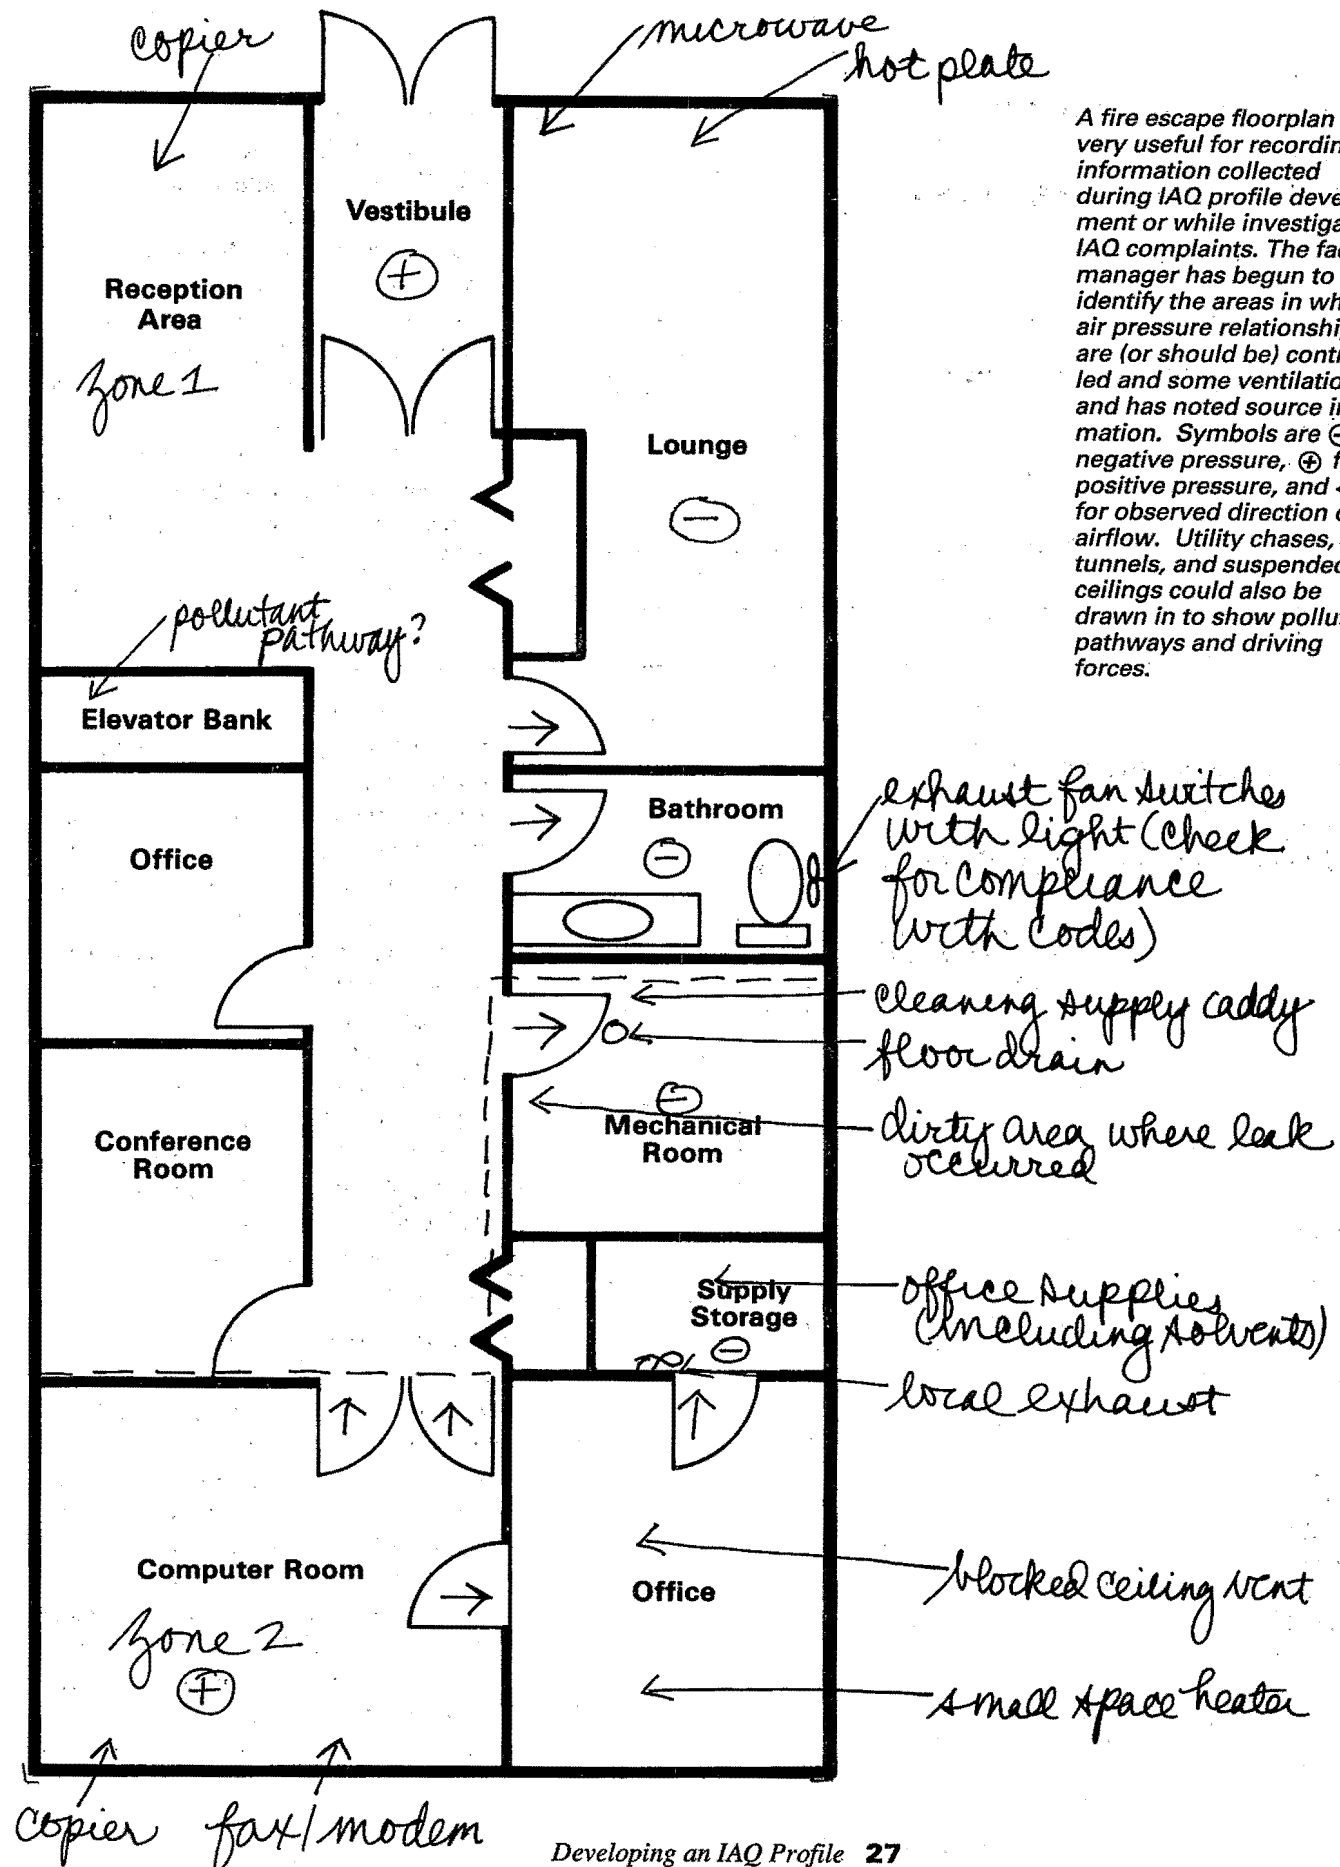 copier
microwave
hot plate
A fire escape floorplan
very useful for recordin
information collected
during IAQ profile deve
ment or while investiga
IAQ complaints. The fac
manager has begun to
identify the areas in wh
air pressure relationshi
are (or should be) cont
led and some ventilatio
and has noted source in
mation. Symbols are ⊖
negative pressure, ⊕ f
positive pressure, and <
for observed direction o
airflow. Utility chases,
tunnels, and suspended
ceilings could also be
drawn in to show pollu
pathways and driving
forces.
Vestibule
+
Reception
Area
Zone 1
Lounge
−
pollutant
pathway?
Elevator Bank
Office
Bathroom
−
exhaust fan switches
with light (check
for compliance
with codes)
cleaning supply caddy
floor drain
−
Mechanical
Room
dirty area where leak
occurred
Conference
Room
Supply
Storage
−
office supplies
(including solvents)
local exhaust
Computer Room
Zone 2
+
Office
blocked ceiling vent
small space heater
copier
fax/modem
Developing an IAQ Profile 27